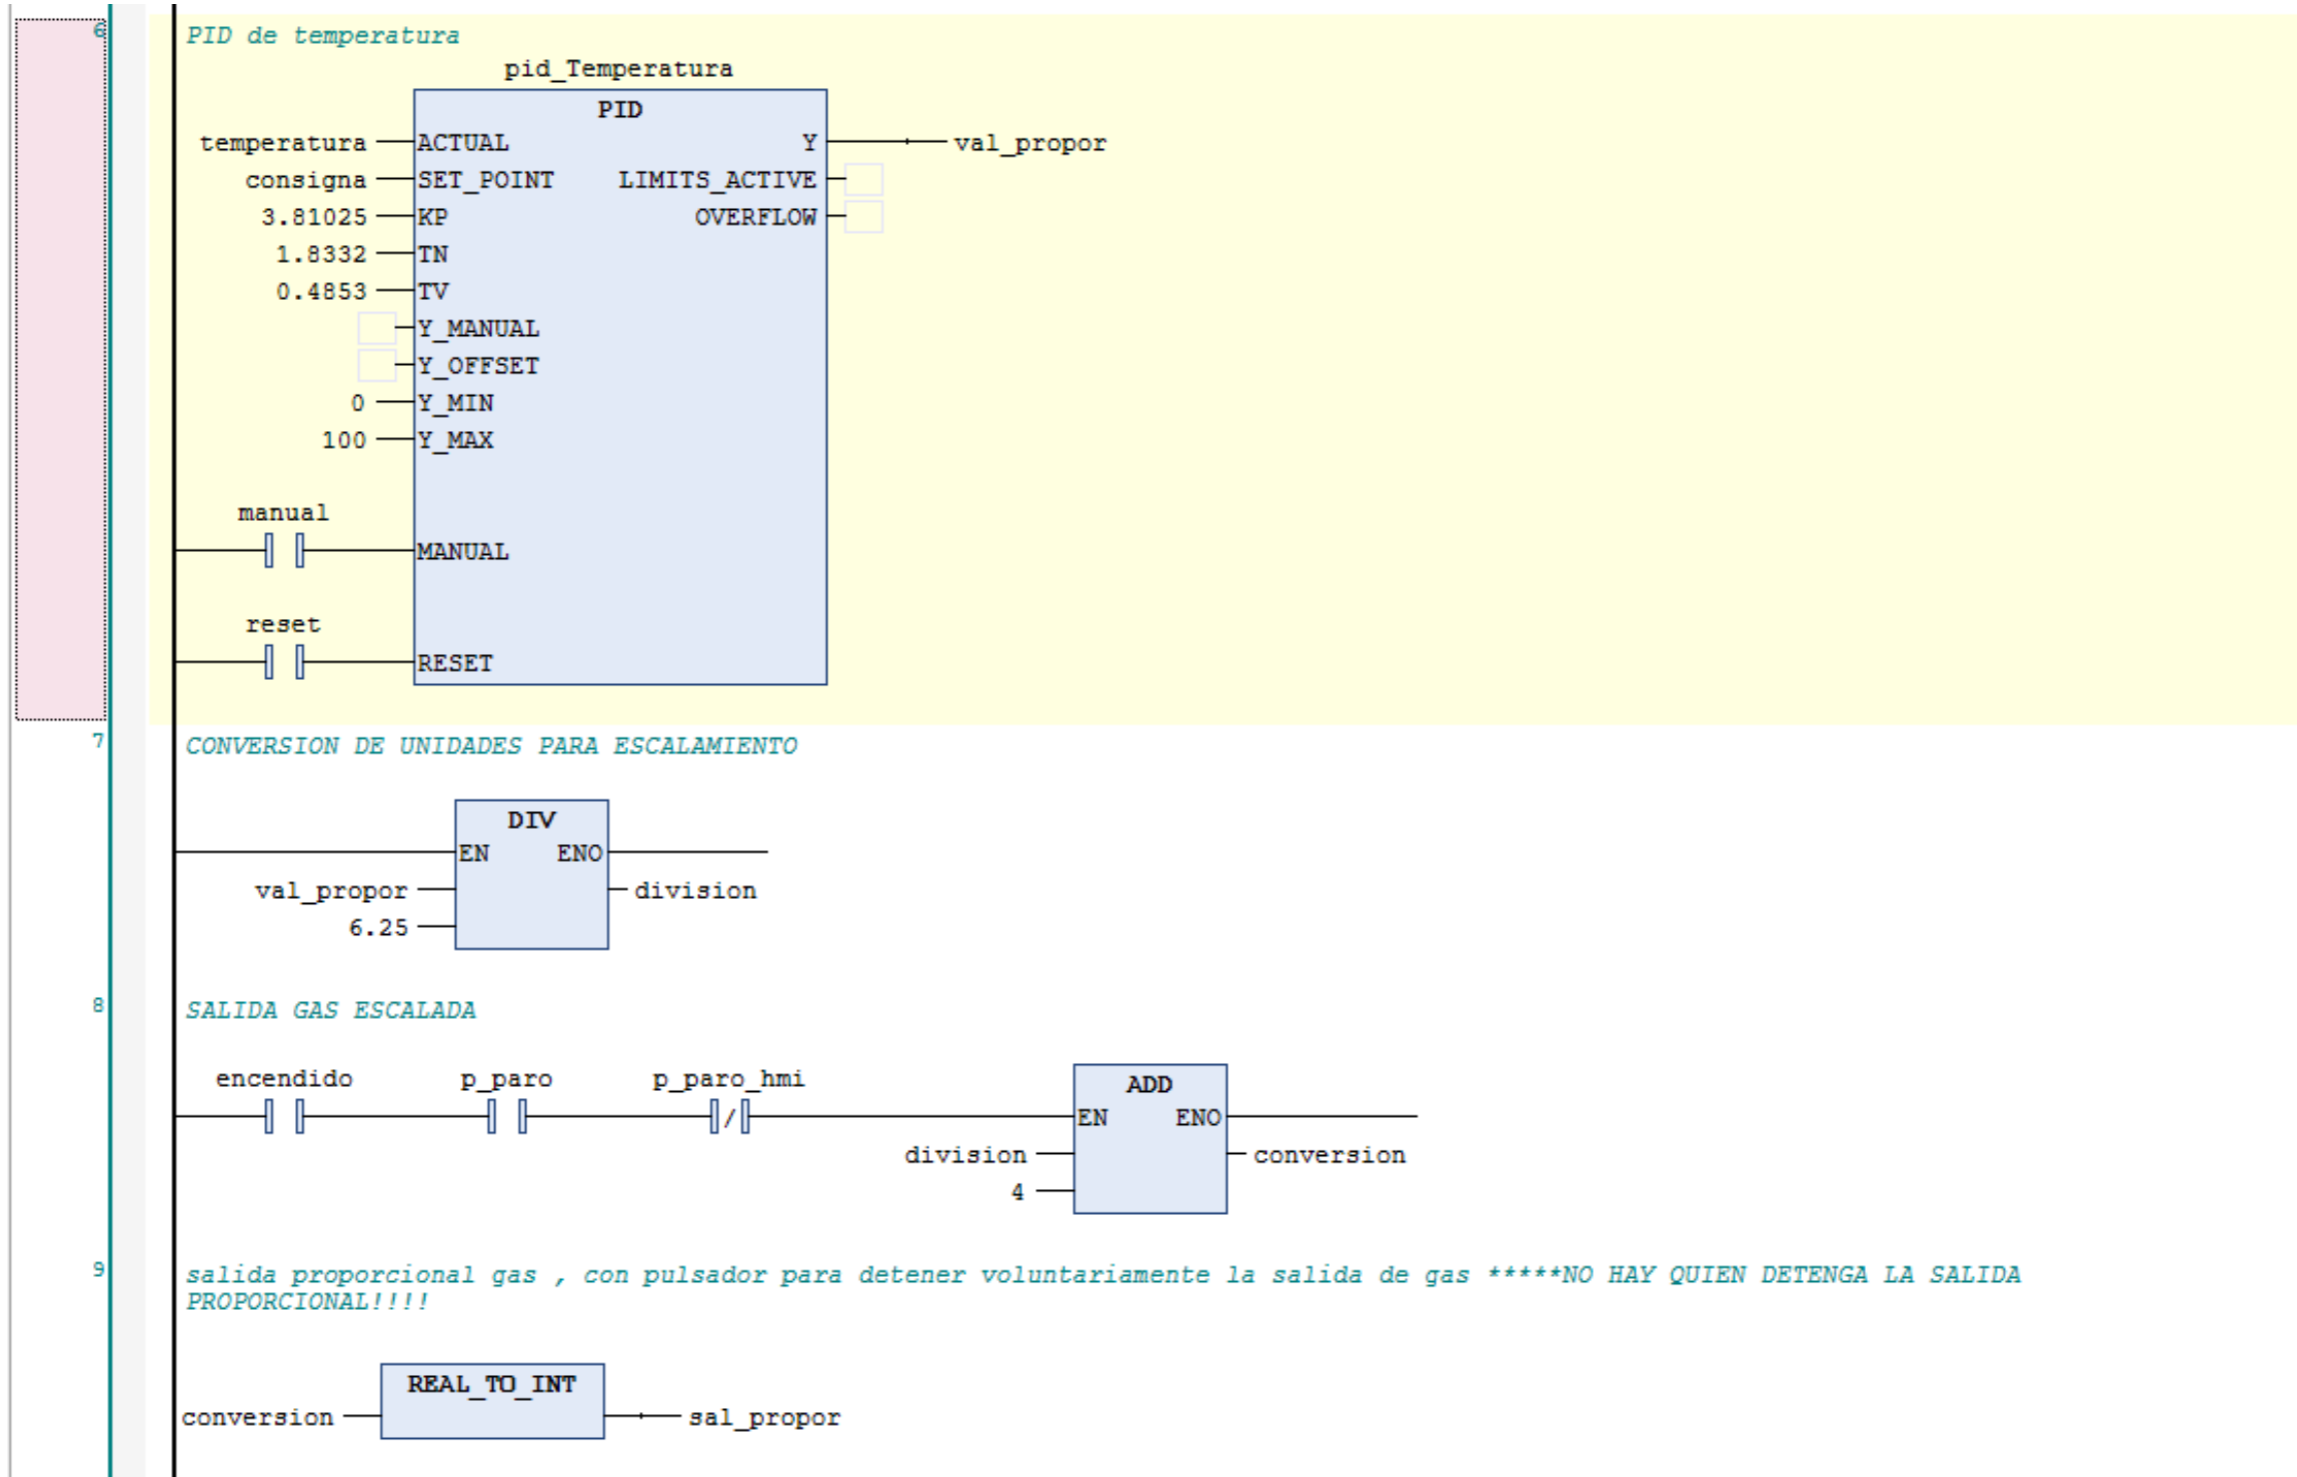 6
PID de temperatura
pid_Temperatura
PID
temperatura ACTUAL Y val_propor
consigna SET_POINT LIMITS_ACTIVE
3.81025 KP OVERFLOW
1.8332 TN
0.4853 TV
Y_MANUAL
Y_OFFSET
0 Y_MIN
100 Y_MAX
manual
MANUAL
reset
RESET
7
CONVERSION DE UNIDADES PARA ESCALAMIENTO
DIV
EN ENO
val_propor division
6.25
8
SALIDA GAS ESCALADA
encendido p_paro p_paro_hmi ADD
/ EN ENO
division conversion
4
9
salida proporcional gas , con pulsador para detener voluntariamente la salida de gas *****NO HAY QUIEN DETENGA LA SALIDA
PROPORCIONAL!!!!
REAL_TO_INT
conversion sal_propor